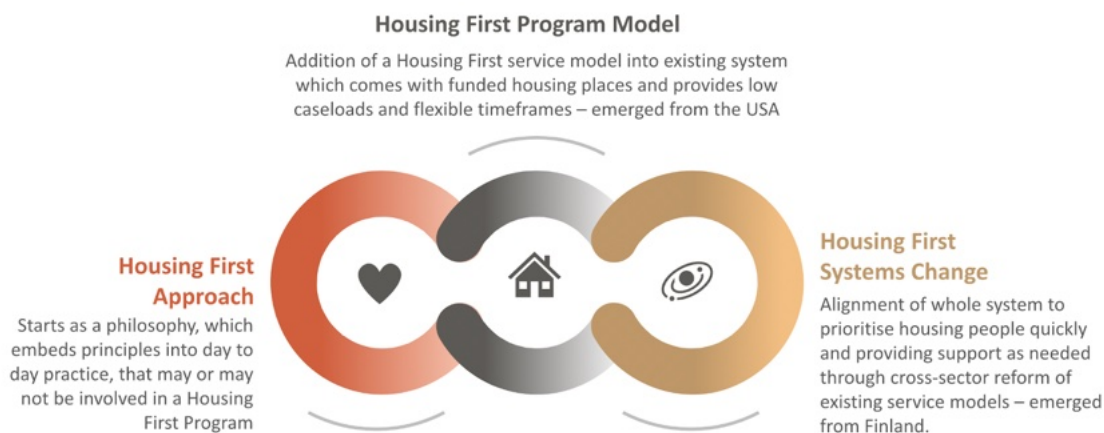 Housing First Program Model
Addition of a Housing First service model into existing system
which comes with funded housing places and provides low
caseloads and flexible timeframes – emerged from the USA
Housing First
Approach
Starts as a philosophy, which
embeds principles into day to
day practice, that may or may
not be involved in a Housing
First Program
Housing First
Systems Change
Alignment of whole system to
prioritise housing people quickly
and providing support as needed
through cross-sector reform of
existing service models – emerged
from Finland.